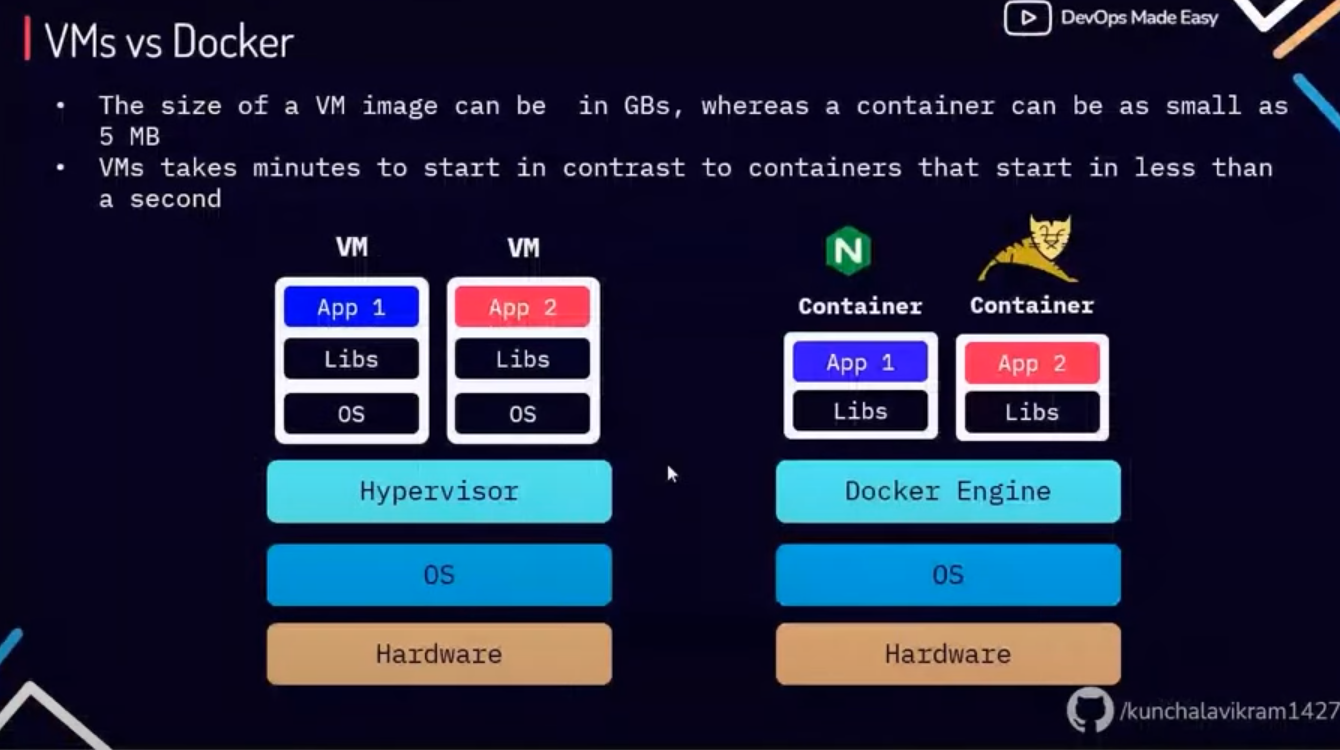 VMs vs Docker
DevOps Made Easy
• The size of a VM image can be in GBs, whereas a container can be as small as
5 MB
• VMs takes minutes to start in contrast to containers that start in less than
a second
VM
VM
App 1
Libs
OS
App 2
Libs
OS
Hypervisor
OS
Hardware
N
Container
Container
App 1
Libs
App 2
Libs
Docker Engine
OS
Hardware
/kunchalavikram1427